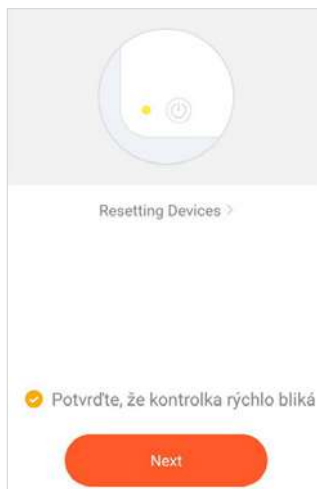 Resetting Devices >
Potvrďte, že kontrolka rýchlo bliká
Next